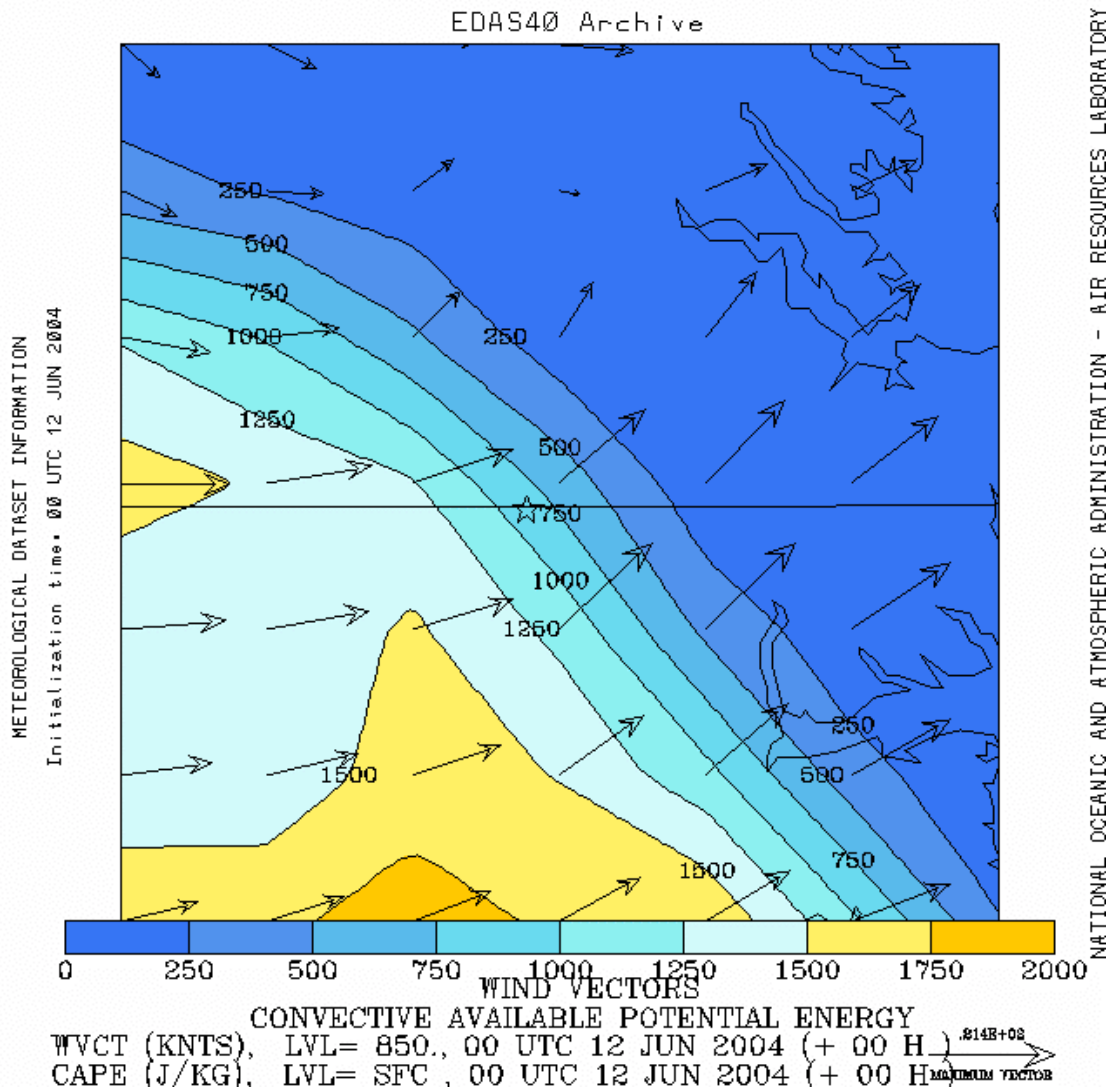 EDAS40 Archive
METEOROLOGICAL DATASET INFORMATION
Initialization time: 00 UTC 12 JUN 2004
NATIONAL OCEANIC AND ATMOSPHERIC ADMINISTRATION - AIR RESOURCES LABORATORY
250
500
750
1000
250
1250
500
750
1000
1250
250
1500
500
750
1500
0 250 500 750 1000 1250 1500 1750 2000
WIND VECTORS
CONVECTIVE AVAILABLE POTENTIAL ENERGY
WVCT (KNTS), LVL= 850., 00 UTC 12 JUN 2004 (+ 00 H
CAPE (J/KG), LVL= SFC , 00 UTC 12 JUN 2004 (+ 00 H
MAXIMUM VECTOR